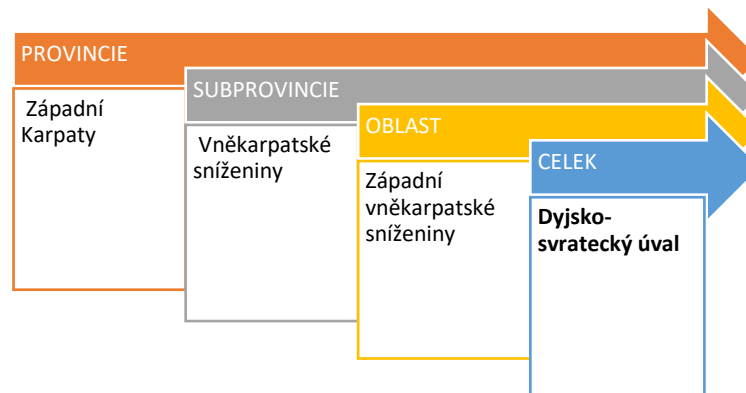 PROVINCIE
Západní
Karpaty
SUBPROVINCIE
Vněkarpatské
sníženiny
OBLAST
Západní
vněkarpatské
sníženiny
CELEK
Dyjsko-
svratecký úval